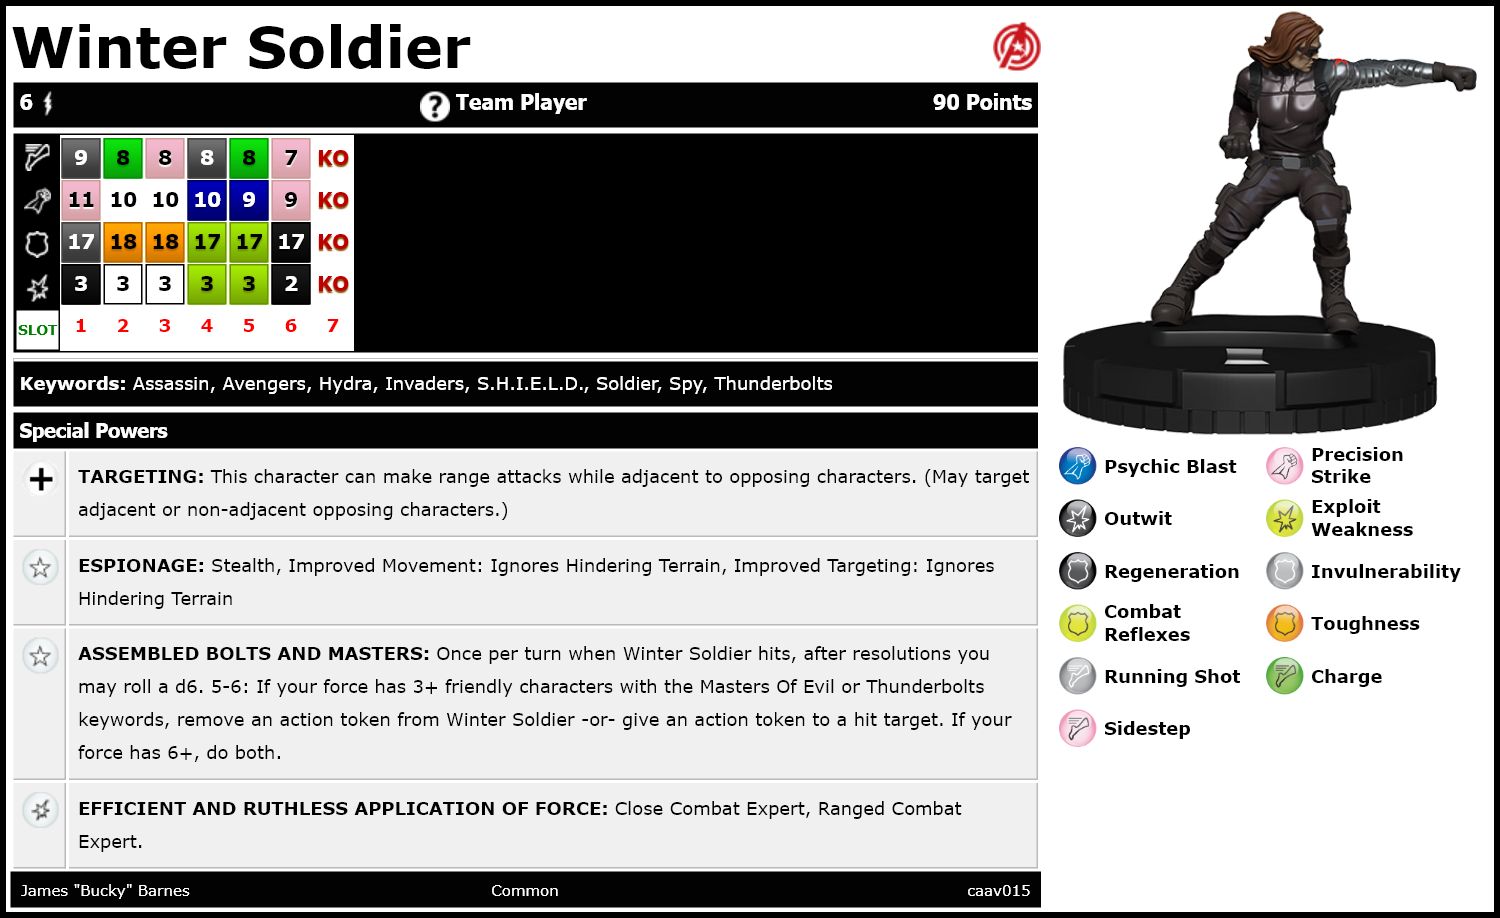 Winter Soldier
6 Team Player 90 Points
9 8 8 8 8 7 KO
11 10 10 10 9 9 KO
17 18 18 17 17 17 KO
3 3 3 3 3 2 KO
SLOT 1 2 3 4 5 6 7
Keywords: Assassin, Avengers, Hydra, Invaders, S.H.I.E.L.D., Soldier, Spy, Thunderbolts
Special Powers
TARGETING: This character can make range attacks while adjacent to opposing characters. (May target
adjacent or non-adjacent opposing characters.)
ESPIONAGE: Stealth, Improved Movement: Ignores Hindering Terrain, Improved Targeting: Ignores
Hindering Terrain
ASSEMBLED BOLTS AND MASTERS: Once per turn when Winter Soldier hits, after resolutions you
may roll a d6. 5-6: If your force has 3+ friendly characters with the Masters Of Evil or Thunderbolts
keywords, remove an action token from Winter Soldier -or- give an action token to a hit target. If your
force has 6+, do both.
EFFICIENT AND RUTHLESS APPLICATION OF FORCE: Close Combat Expert, Ranged Combat
Expert.
James "Bucky" Barnes Common caav015
Psychic Blast
Precision
Strike
Outwit
Exploit
Weakness
Regeneration
Invulnerability
Combat
Reflexes
Toughness
Running Shot
Charge
Sidestep